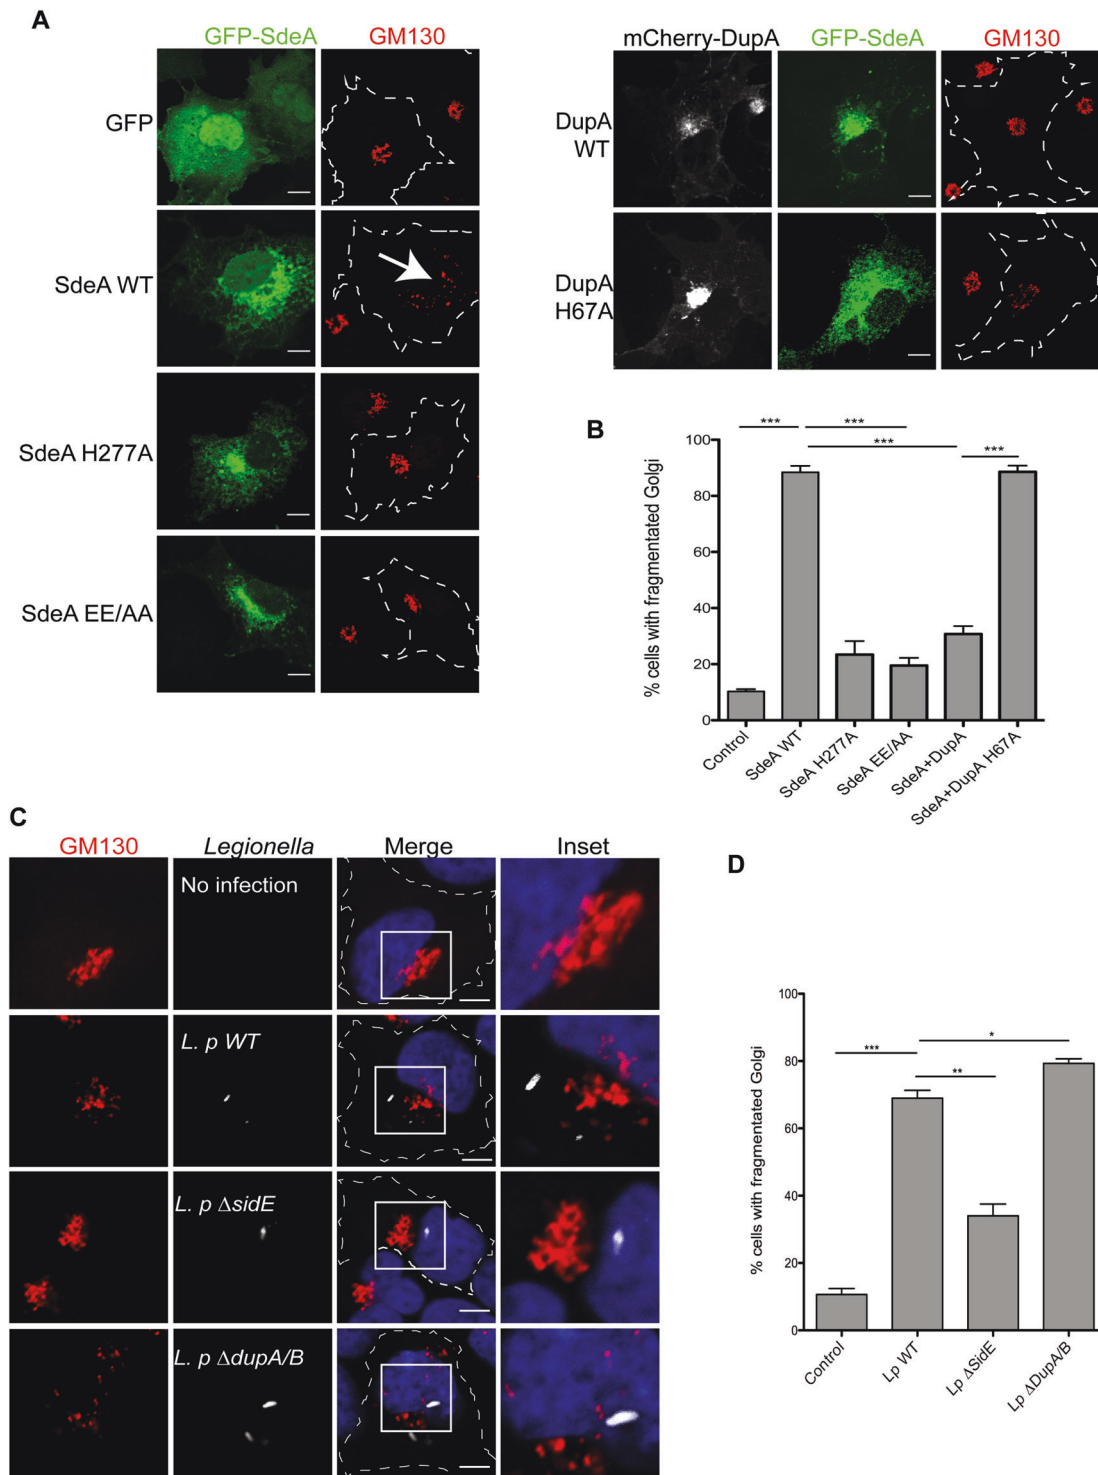 A
GFP-SdeA GM130
GFP
SdeA WT
SdeA H277A
SdeA EE/AA
mCherry-DupA GFP-SdeA GM130
DupA
WT
DupA
H67A
B
% cells with fragmentated Golgi
100
80
60
40
20
0
*** ***
***
***
Control
SdeA WT
SdeA H277A
SdeA EE/AA
SdeA+DupA
SdeA+DupA H67A
C
GM130 Legionella Merge Inset
No infection
L. p WT
L. p ΔsidE
L. p ΔdupA/B
D
% cells with fragmentated Golgi
100
80
60
40
20
0
*
***
**
Control
Lp WT
Lp ΔSidE
Lp ΔDupA/B